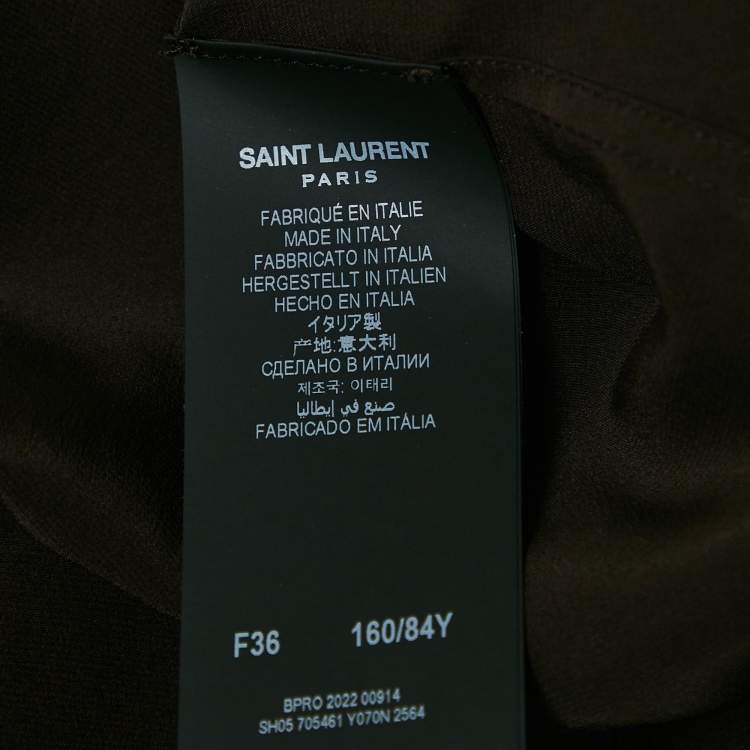 SAINT LAURENT
PARIS
FABRIQUÉ EN ITALIE
MADE IN ITALY
FABBRICATO IN ITALIA
HERGESTELLT IN ITALIEN
HECHO EN ITALIA
イタリア製
产地:意大利
СДЕЛАНО В ИТАЛИИ
제조국: 이태리
صنع في إيطاليا
FABRICADO EM ITÁLIA
F36 160/84Y
BPRO 2022 00914
SH05 705461 Y070N 2564